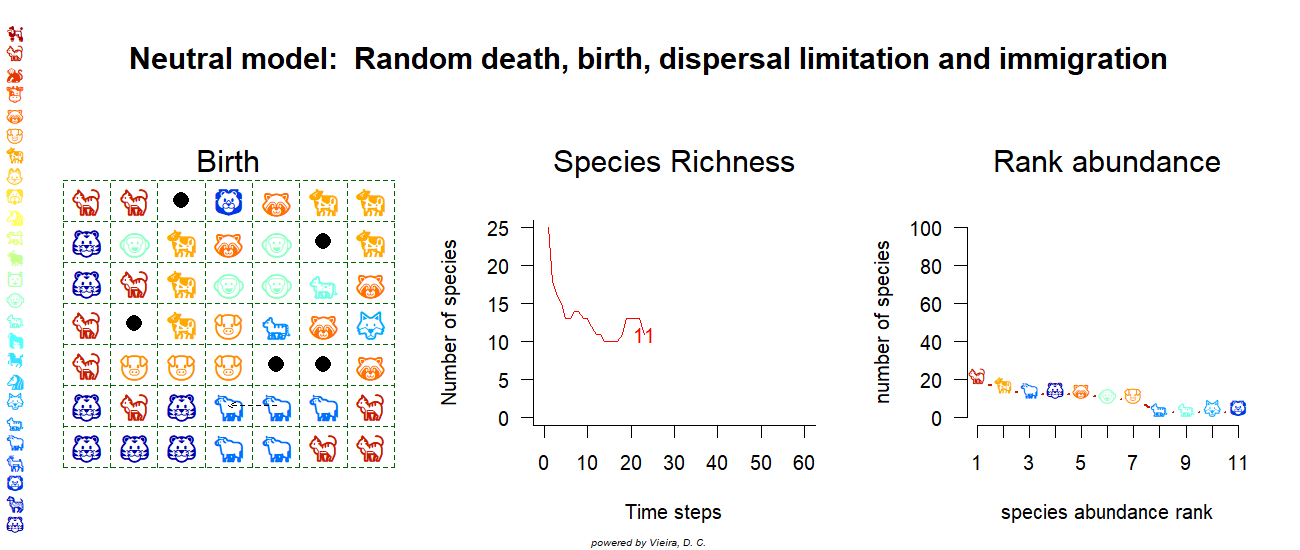 Neutral model:  Random death, birth, dispersal limitation and immigration
Birth
Species Richness
Number of species
25
20
15
10
5
0
11
0 10 20 30 40 50 60
Time steps
Rank abundance
number of species
100
80
60
40
20
0
1 3 5 7 9 11
species abundance rank
powered by Vieira, D. C.